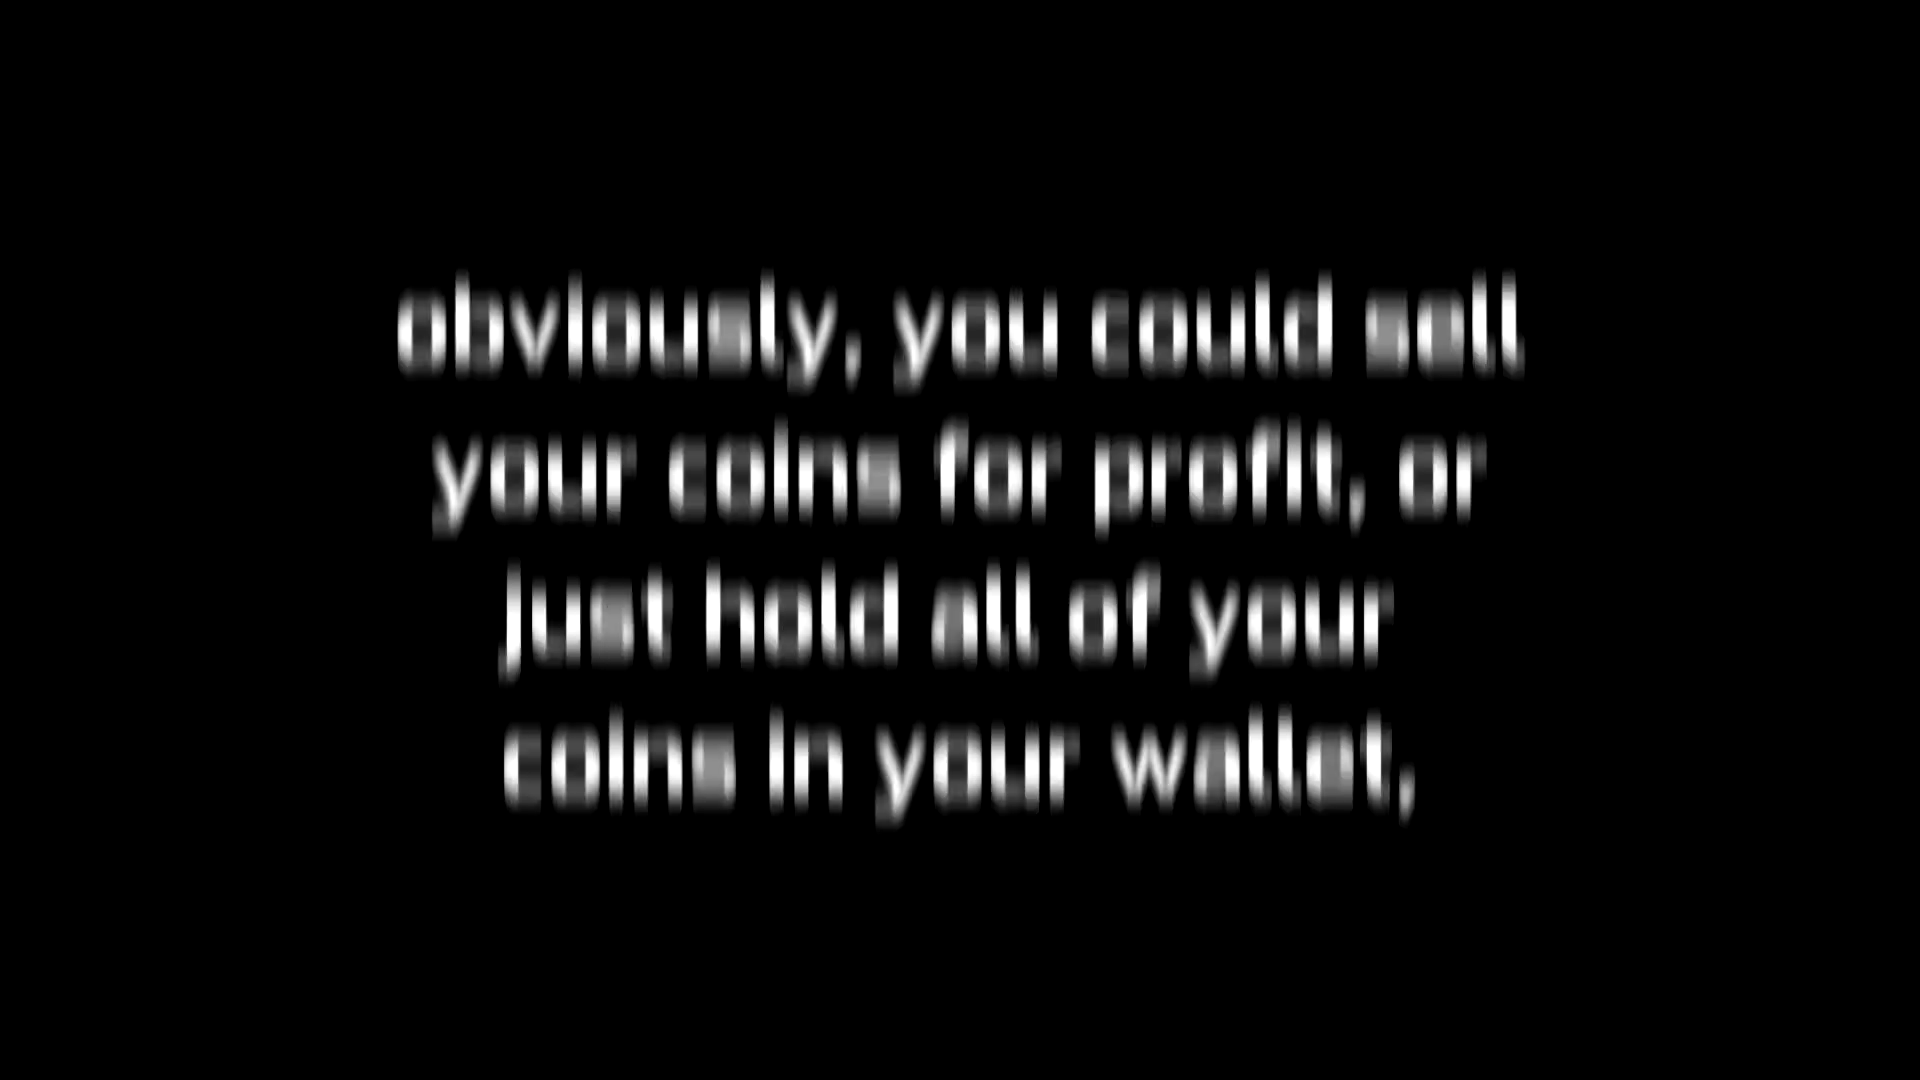 obviously, you could sell
your coins for profit, or
just hold all of your
coins in your wallet,